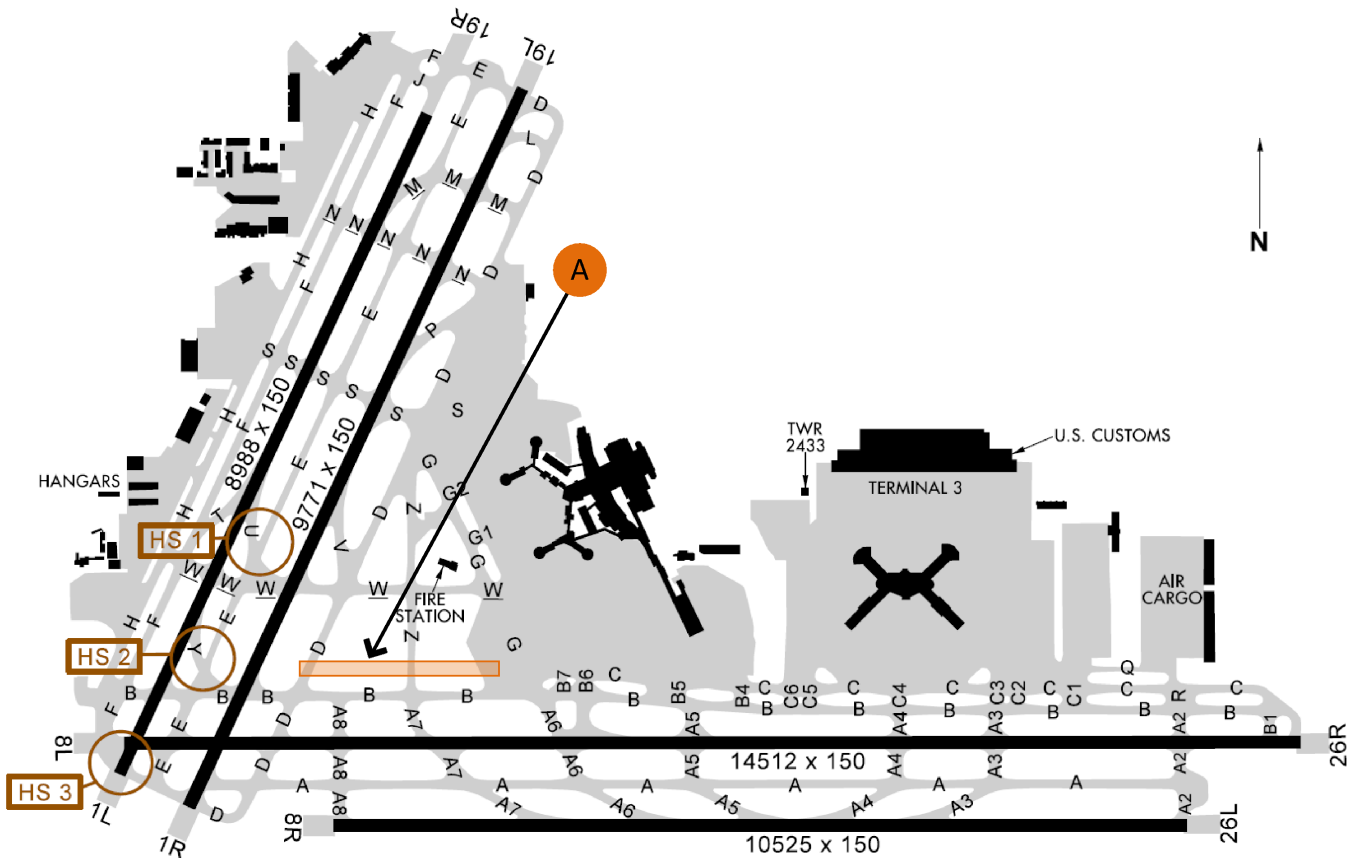 19R
19L
F
E
J
D
F
H
E
L
M
M
D
N
M
N
N
N
N
D
H
F
A
N
E
P
S
S
S
D
S
S
S
H
F
8988 x 150
TWR
2433
U.S. CUSTOMS
E
9771 x 150
G
HANGARS
G2
TERMINAL 3
H
T
D
Z
HS 1
U
V
G1
G
W
W
W
W
W
FIRE
STATION
AIR
CARGO
H
F
E
Z
D
G
HS 2
Y
Q
B
B
B
B
B
B7
B6
C
B
B5
B4
C
B
C6
C5
C
B
C4
C
B
C3
C2
C
B
C1
C
B
R
C
B
F
E
D
A8
A7
A6
A5
A4
A3
A2
B1
8L
14512 x 150
26R
E
D
A8
A7
A6
A5
A4
A3
A2
HS 3
A
A
A
A
A
1L
D
A8
A7
A6
A5
A4
A3
A2
8R
26L
1R
10525 x 150